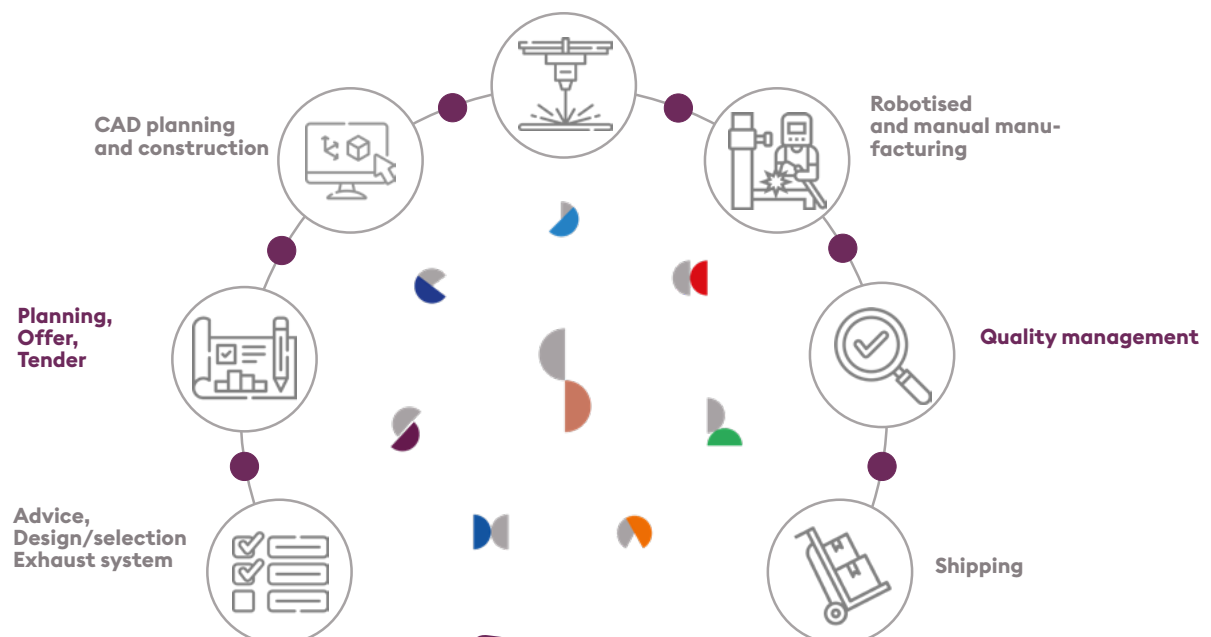 CAD planning
and construction
Robotised
and manual manu-
facturing
Planning,
Offer,
Tender
Quality management
Advice,
Design/selection
Exhaust system
Shipping